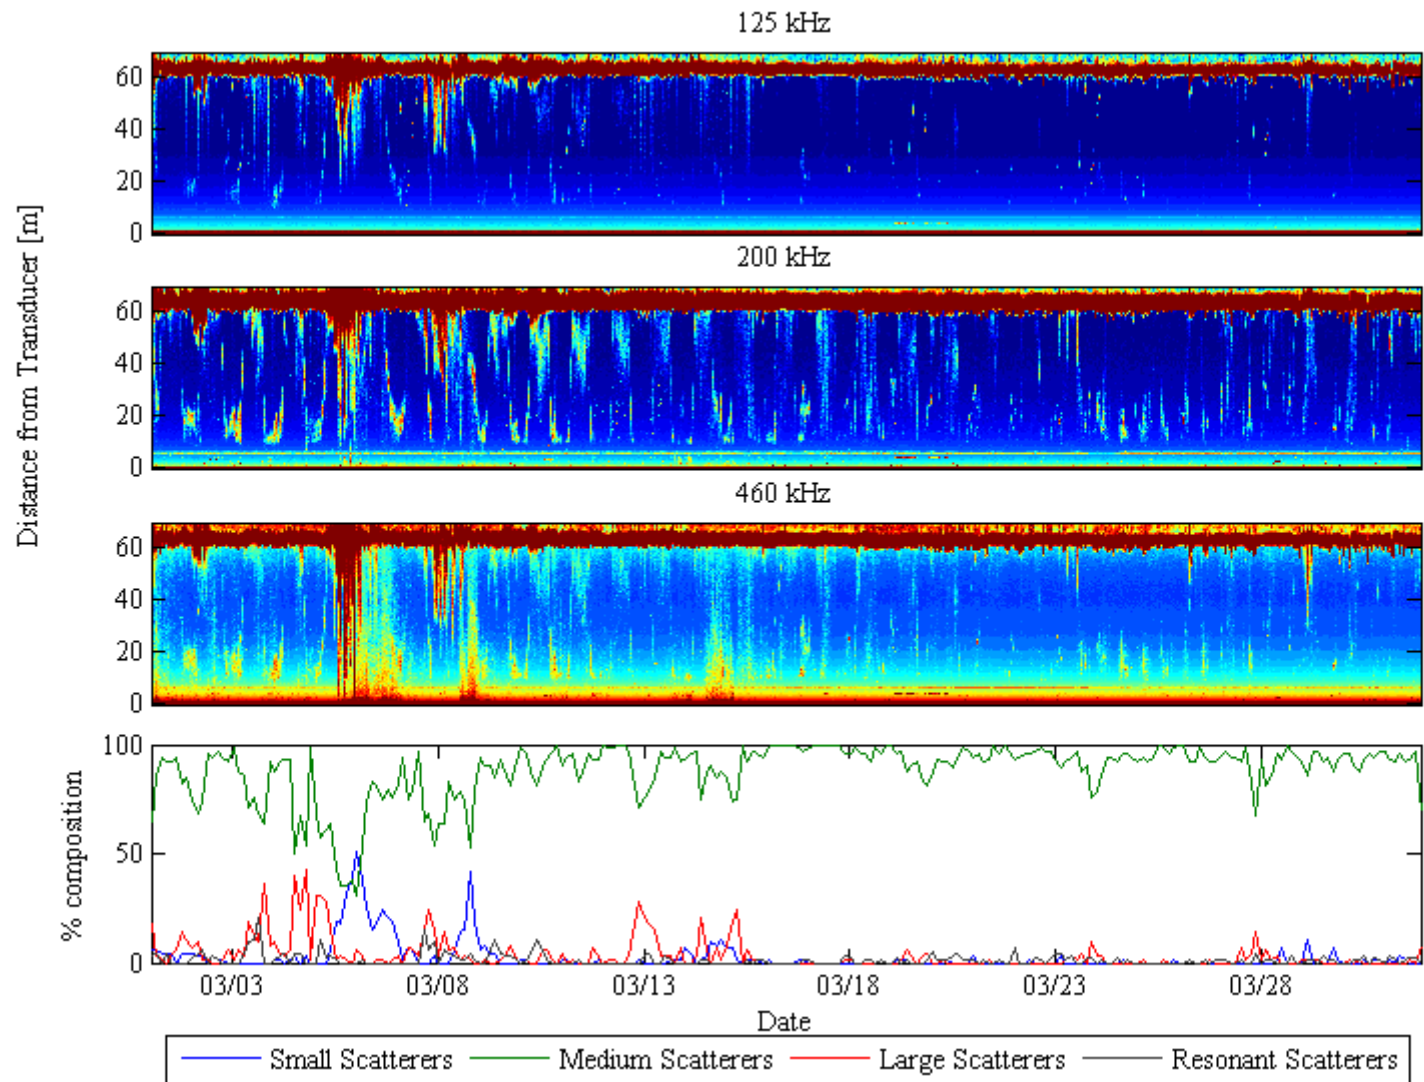 125 kHz
60
40
20
0
200 kHz
60
40
20
0
Distance from Transducer [m]
460 kHz
60
40
20
0
100
50
0
% composition
03/03 03/08 03/13 03/18 03/23 03/28
Date
Small Scatterers Medium Scatterers Large Scatterers Resonant Scatterers